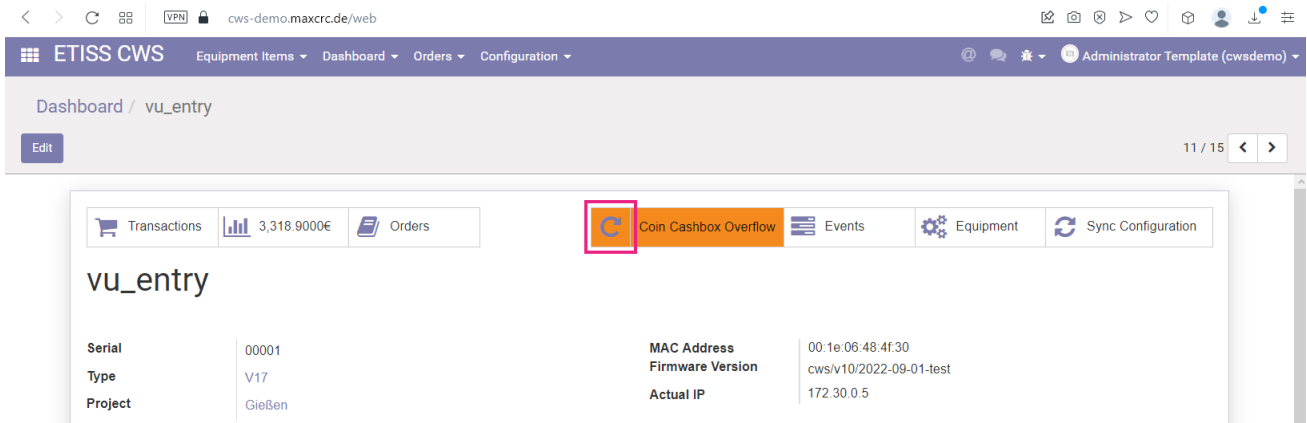 VPN cws-demo.maxcrc.de/web
ETISS CWS Equipment Items Dashboard Orders Configuration @ Administrator Template (cwsdemo)
Dashboard / vu_entry
Edit 11 / 15
Transactions 3,318.9000€ Orders Coin Cashbox Overflow Events Equipment Sync Configuration
vu_entry
Serial 00001 MAC Address 00:1e:06:48:4f:30
Type V17 Firmware Version cws/v10/2022-09-01-test
Project Gießen Actual IP 172.30.0.5